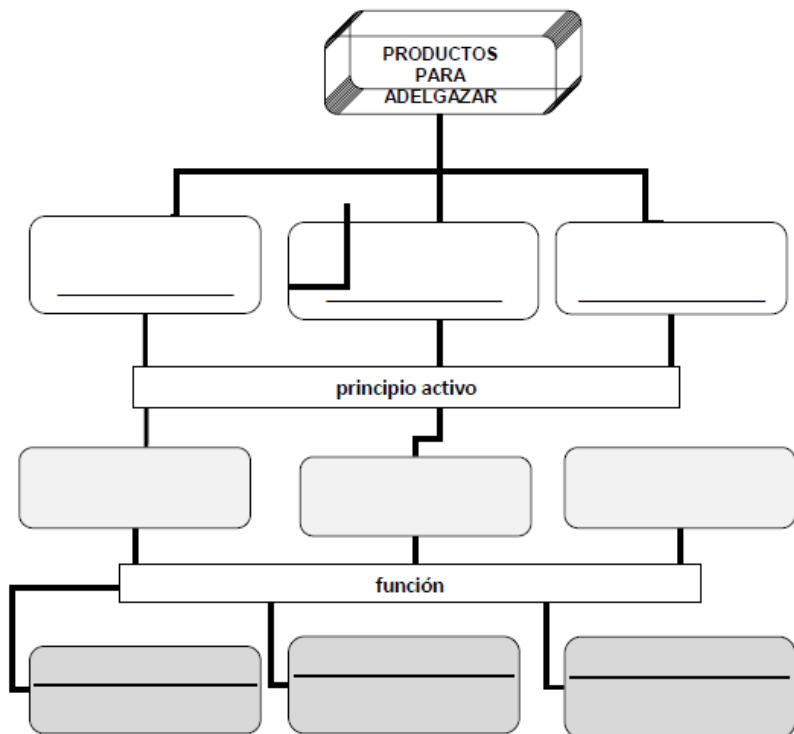 PRODUCTOS
PARA
ADELGAZAR
principio activo
función